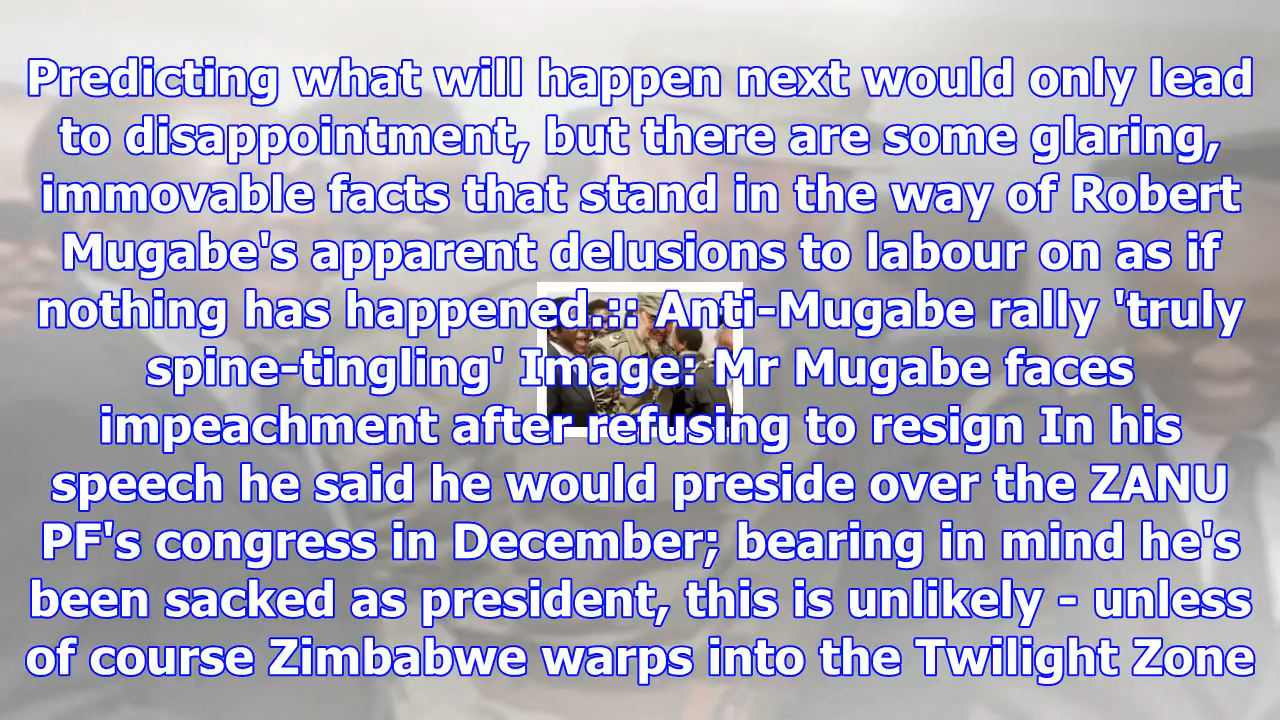 Predicting what will happen next would only lead
to disappointment, but there are some glaring,
immovable facts that stand in the way of Robert
Mugabe's apparent delusions to labour on as if
nothing has happened.:: Anti-Mugabe rally 'truly
spine-tingling' Image: Mr Mugabe faces
impeachment after refusing to resign In his
speech he said he would preside over the ZANU
PF's congress in December; bearing in mind he's
been sacked as president, this is unlikely - unless
of course Zimbabwe warps into the Twilight Zone